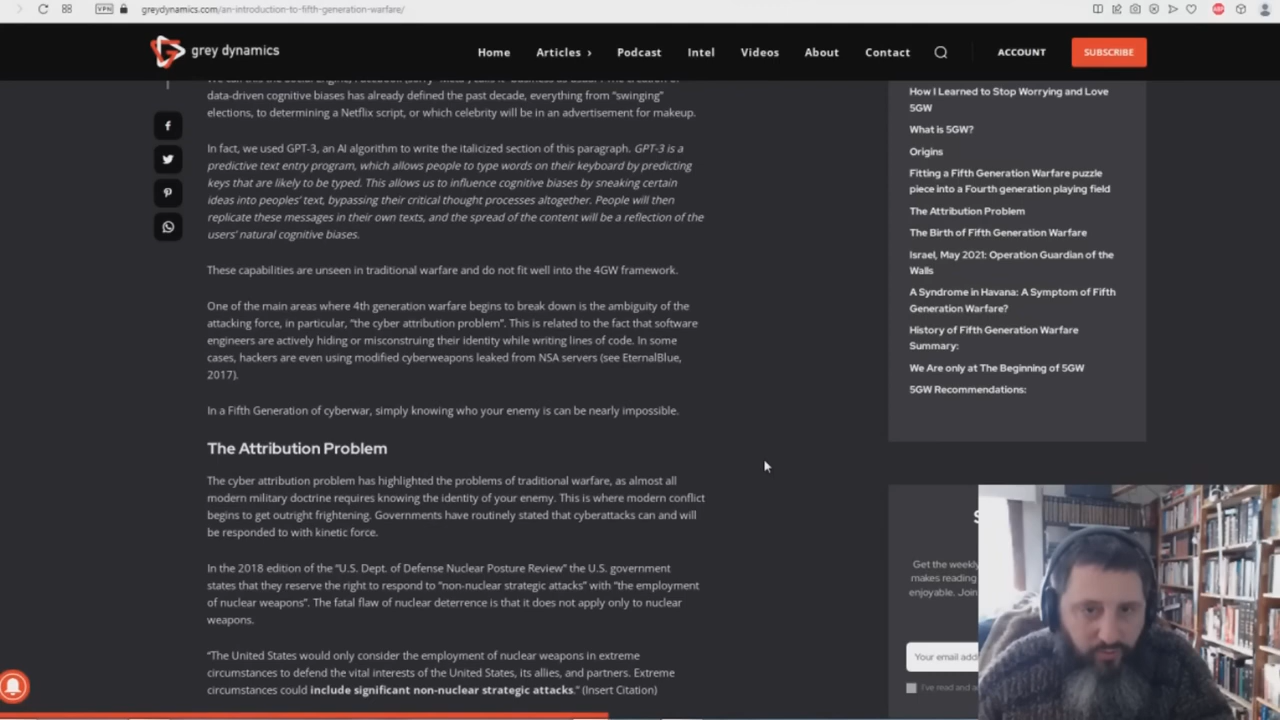 VPN
greydynamics.com/an-introduction-to-fifth-generation-warfare/
ABP
grey dynamics
Home
Articles
Podcast
Intel
Videos
About
Contact
ACCOUNT
SUBSCRIBE
data-driven cognitive biases has already defined the past decade, everything from "swinging"
elections, to determining a Netflix script, or which celebrity will be in an advertisement for makeup.
In fact, we used GPT-3, an AI algorithm to write the italicized section of this paragraph. GPT-3 is a
predictive text entry program, which allows people to type words on their keyboard by predicting
keys that are likely to be typed. This allows us to influence cognitive biases by sneaking certain
ideas into peoples' text, bypassing their critical thought processes altogether. People will then
replicate these messages in their own texts, and the spread of the content will be a reflection of the
users' natural cognitive biases.
These capabilities are unseen in traditional warfare and do not fit well into the 4GW framework.
One of the main areas where 4th generation warfare begins to break down is the ambiguity of the
attacking force, in particular, "the cyber attribution problem". This is related to the fact that software
engineers are actively hiding or misconstruing their identity while writing lines of code. In some
cases, hackers are even using modified cyberweapons leaked from NSA servers (see EternalBlue,
2017).
In a Fifth Generation of cyberwar, simply knowing who your enemy is can be nearly impossible.
The Attribution Problem
The cyber attribution problem has highlighted the problems of traditional warfare, as almost all
modern military doctrine requires knowing the identity of your enemy. This is where modern conflict
begins to get outright frightening. Governments have routinely stated that cyberattacks can and will
be responded to with kinetic force.
In the 2018 edition of the "U.S. Dept. of Defense Nuclear Posture Review" the U.S. government
states that they reserve the right to respond to "non-nuclear strategic attacks" with "the employment
of nuclear weapons". The fatal flaw of nuclear deterrence is that it does not apply only to nuclear
weapons.
"The United States would only consider the employment of nuclear weapons in extreme
circumstances to defend the vital interests of the United States, its allies, and partners. Extreme
circumstances could include significant non-nuclear strategic attacks." (Insert Citation)
How I Learned to Stop Worrying and Love
5GW
What is 5GW?
Origins
Fitting a Fifth Generation Warfare puzzle
piece into a Fourth generation playing field
The Attribution Problem
The Birth of Fifth Generation Warfare
Israel, May 2021: Operation Guardian of the
Walls
A Syndrome in Havana: A Symptom of Fifth
Generation Warfare?
History of Fifth Generation Warfare
Summary:
We Are only at The Beginning of 5GW
5GW Recommendations:
Get the weekly
makes reading
enjoyable. Join
Your email add
I've read and a